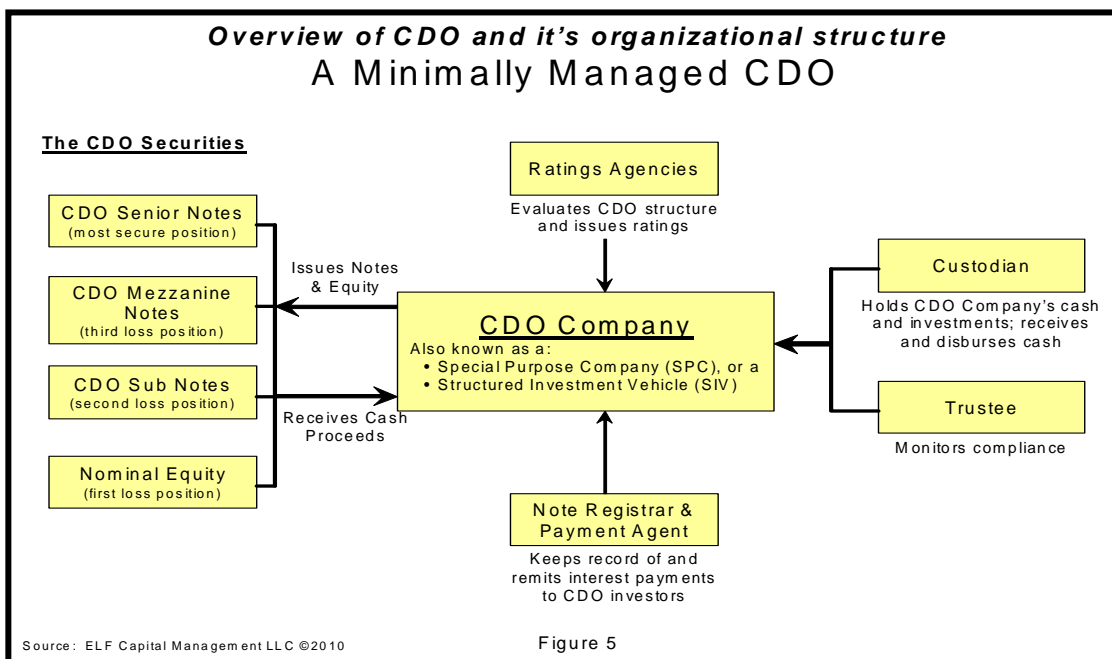 Overview of CDO and it's organizational structure
A Minimally Managed CDO
The CDO Securities
CDO Senior Notes
(most secure position)
CDO Mezzanine
Notes
(third loss position)
CDO Sub Notes
(second loss position)
Nominal Equity
(first loss position)
Issues Notes
& Equity
Receives Cash
Proceeds
Ratings Agencies
Evaluates CDO structure
and issues ratings
CDO Company
Also known as a:
• Special Purpose Company (SPC), or a
• Structured Investment Vehicle (SIV)
Note Registrar &
Payment Agent
Keeps record of and
remits interest payments
to CDO investors
Custodian
Holds CDO Company's cash
and investments; receives
and disburses cash
Trustee
Monitors compliance
Source: ELF Capital Management LLC ©2010
Figure 5